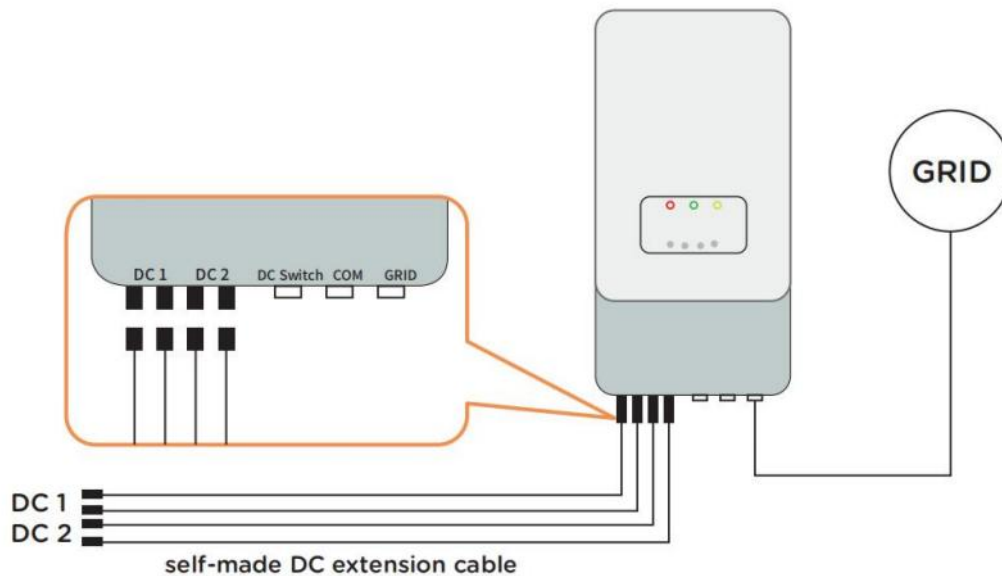 GRID
DC 1 DC 2 DC Switch COM GRID
DC 1
DC 2
self-made DC extension cable